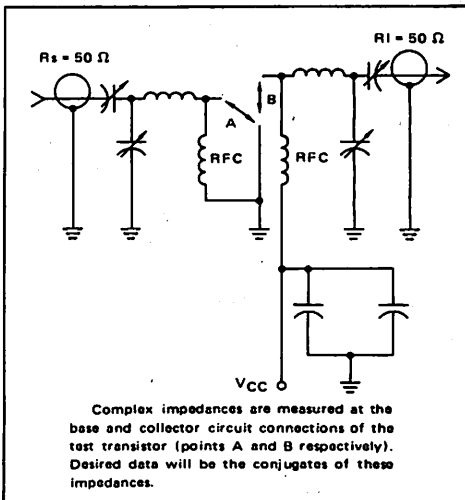 Rs = 50 Ω
Rl = 50 Ω
B
A
RFC
RFC
VCC
Complex impedances are measured at the
base and collector circuit connections of the
test transistor (points A and B respectively).
Desired data will be the conjugates of these
impedances.